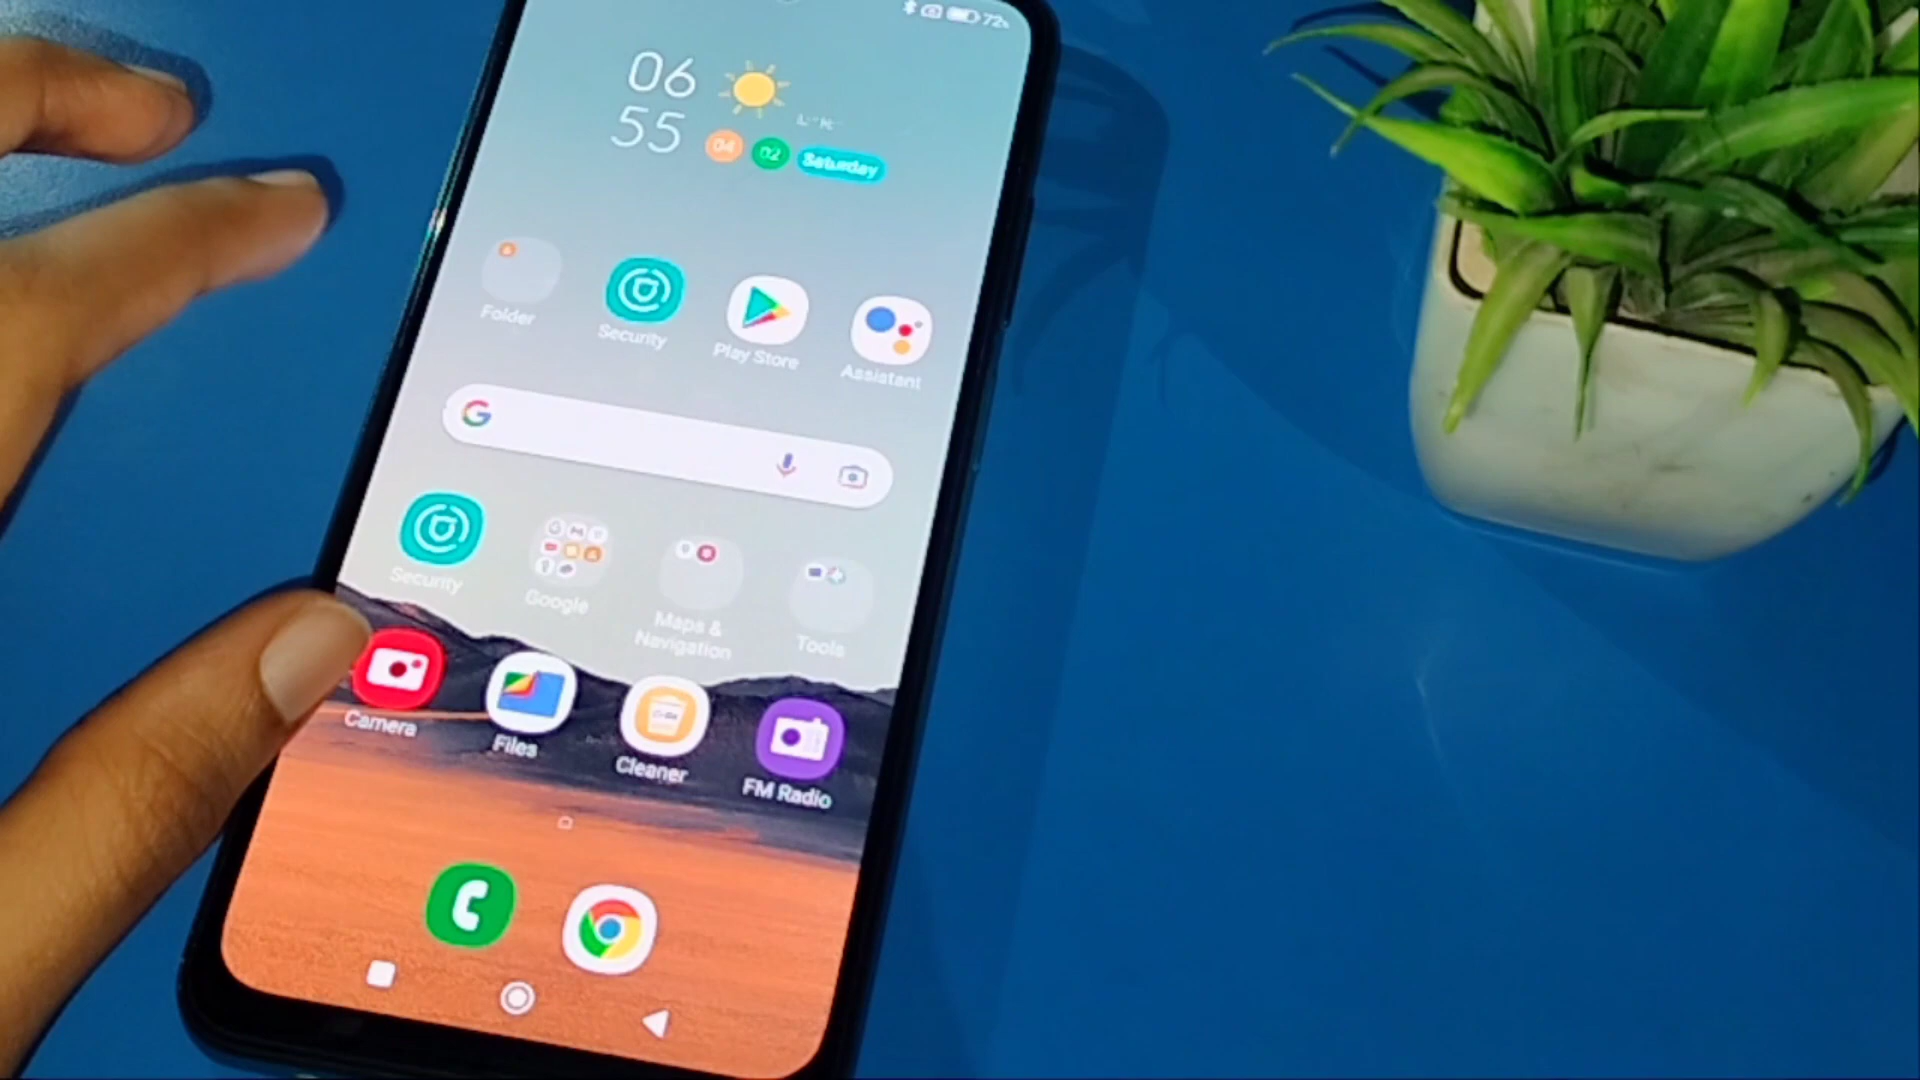 72%
06
55
04 02 Saturday
Folder Security Play Store Assistant
G
Security Google Maps & Navigation Tools
Camera Files Cleaner FM Radio